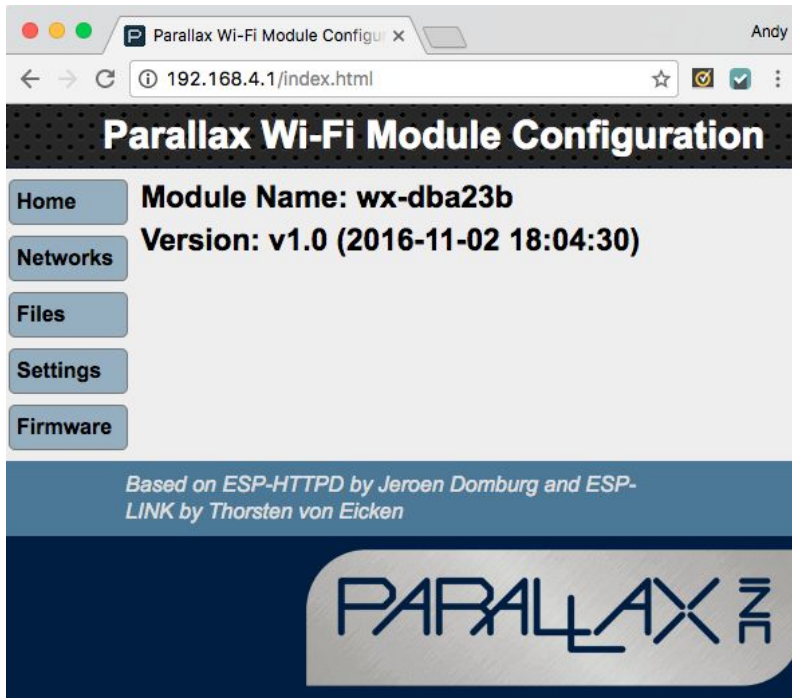 Parallax Wi-Fi Module Configur
Andy
192.168.4.1/index.html
Parallax Wi-Fi Module Configuration
Home
Networks
Files
Settings
Firmware
Module Name: wx-dba23b
Version: v1.0 (2016-11-02 18:04:30)
Based on ESP-HTTPD by Jeroen Domburg and ESP-
LINK by Thorsten von Eicken
PARALLAX INC